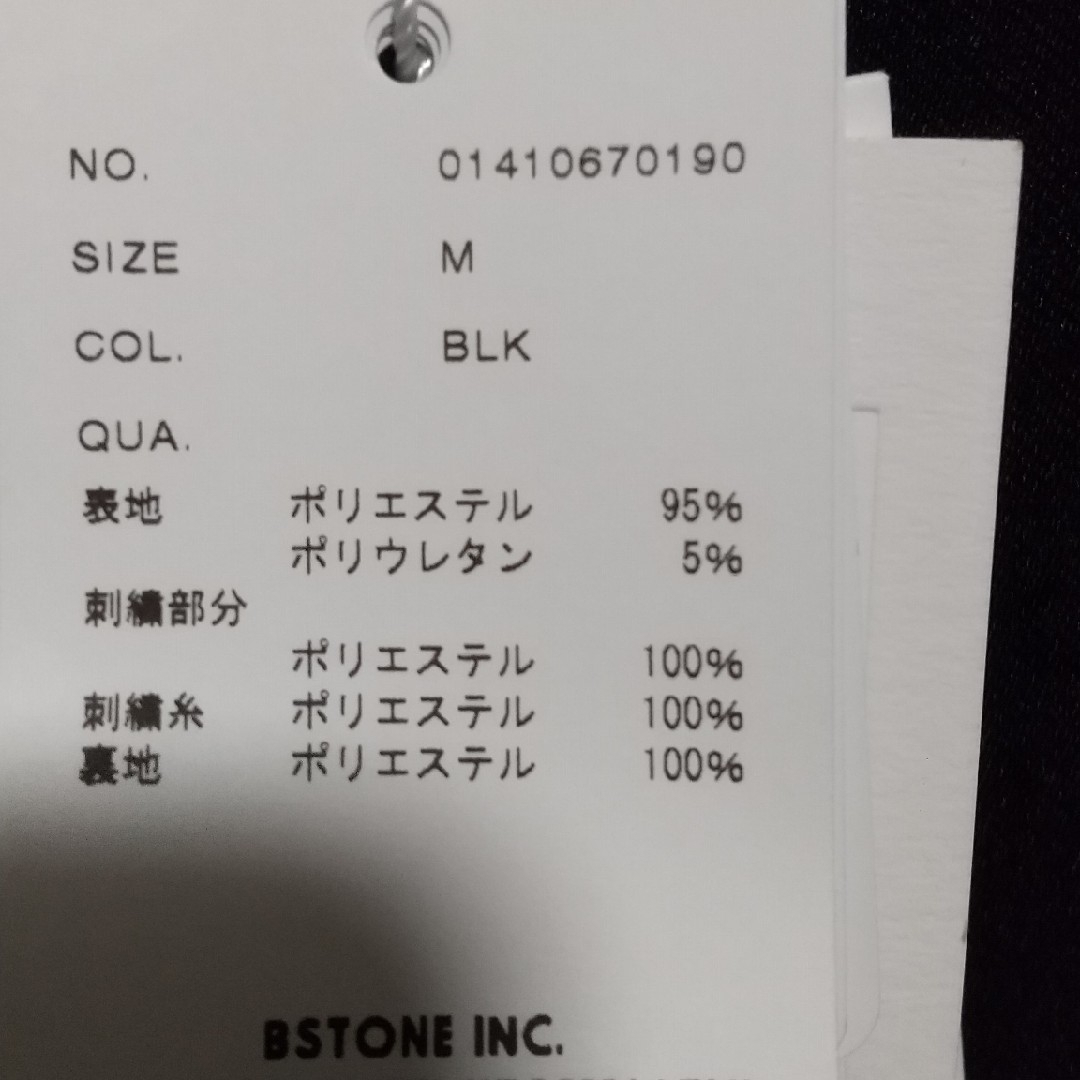 NO. 01410670190
SIZE M
COL. BLK
QUA.
表地 ポリエステル 95%
ポリウレタン 5%
刺繍部分
ポリエステル 100%
刺繍糸 ポリエステル 100%
裏地 ポリエステル 100%
BSTONE INC.